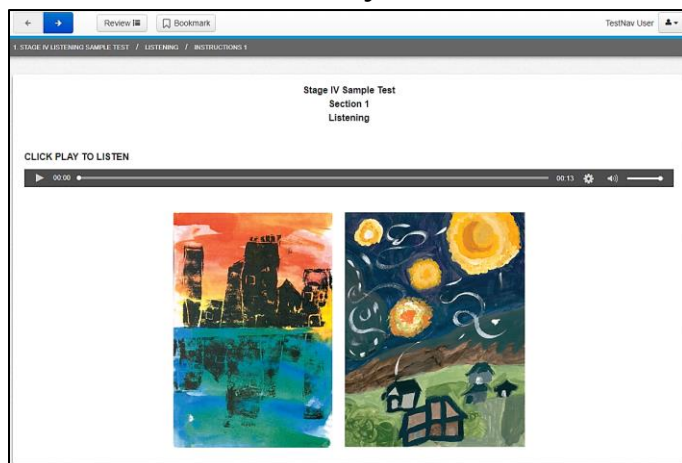 Review Bookmark TestNav User
1. STAGE IV LISTENING SAMPLE TEST / LISTENING / INSTRUCTIONS 1
Stage IV Sample Test
Section 1
Listening
CLICK PLAY TO LISTEN
00:00 00:13